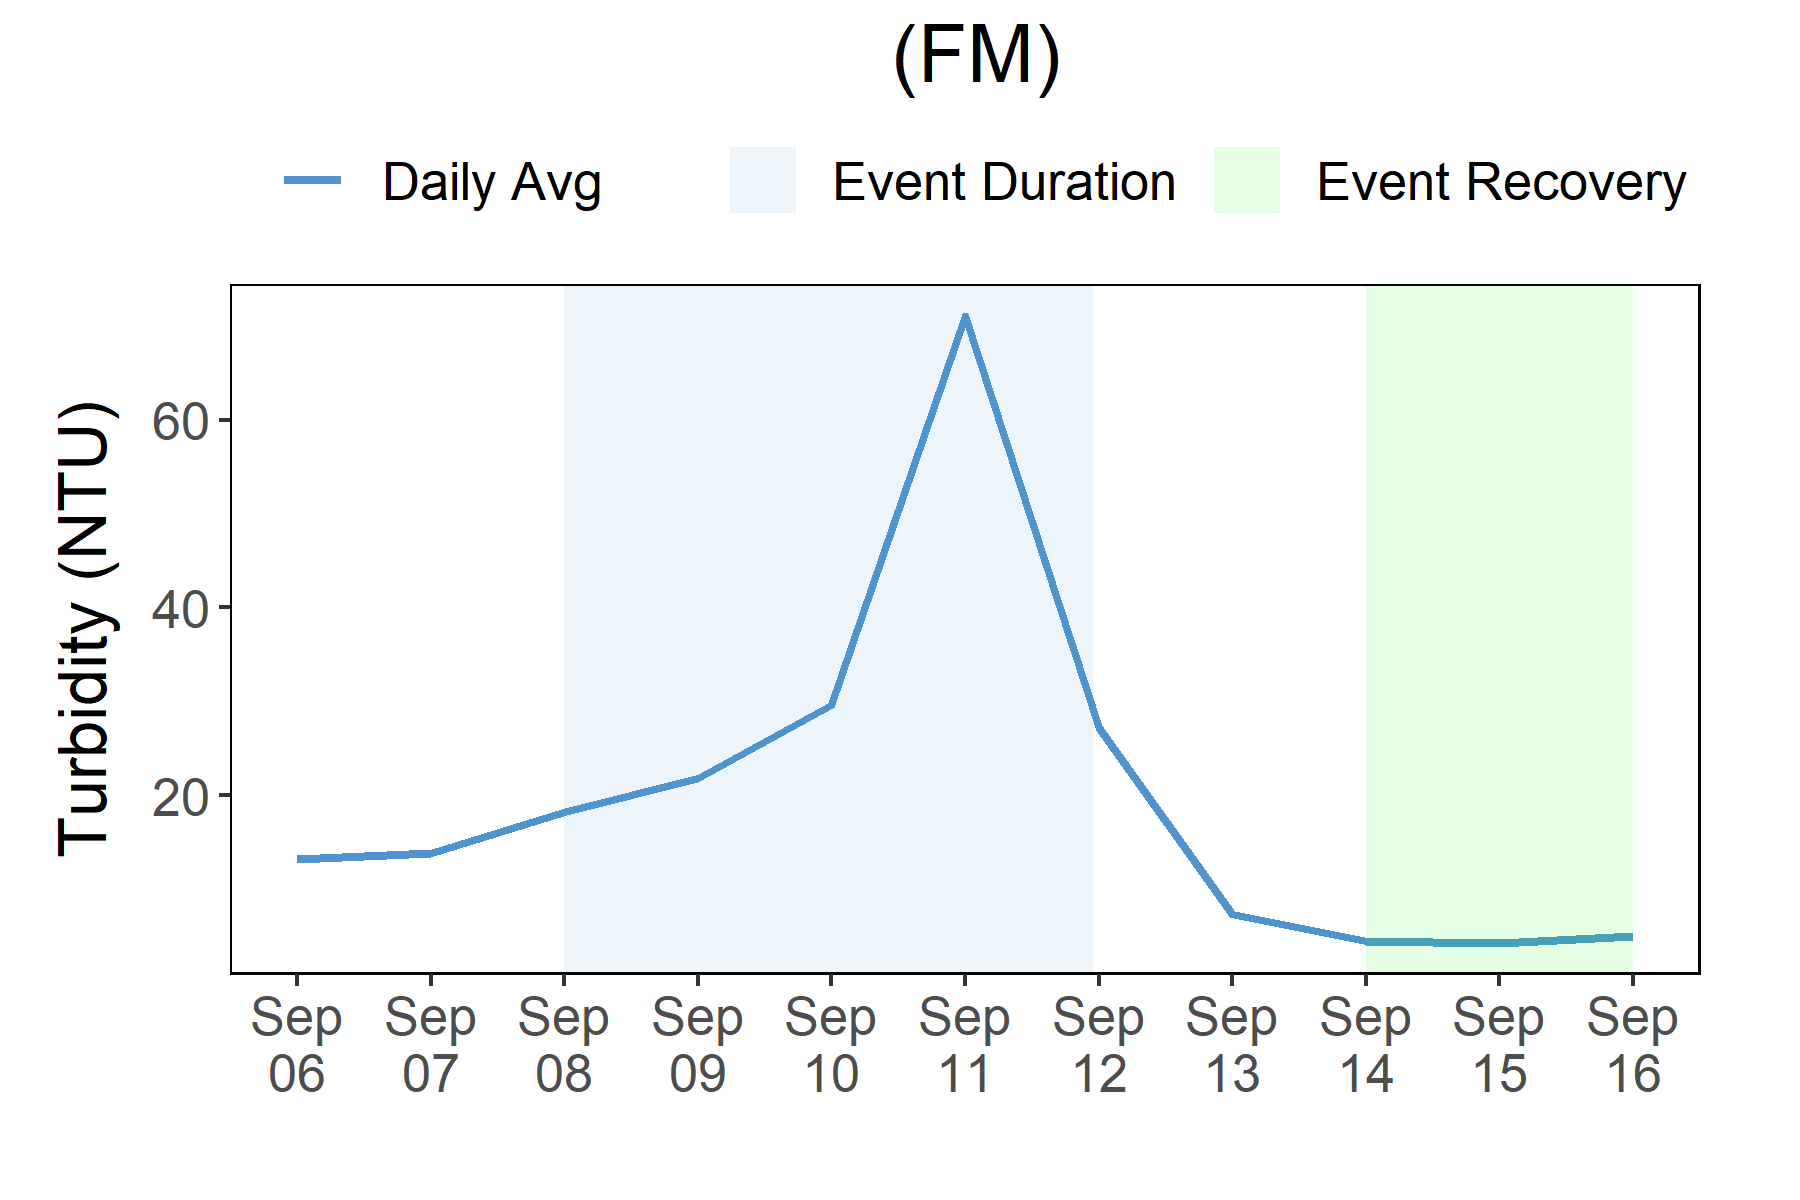 (FM)
Daily Avg Event Duration Event Recovery
Turbidity (NTU)
60
40
20
Sep Sep Sep Sep Sep Sep Sep Sep Sep Sep Sep
06 07 08 09 10 11 12 13 14 15 16